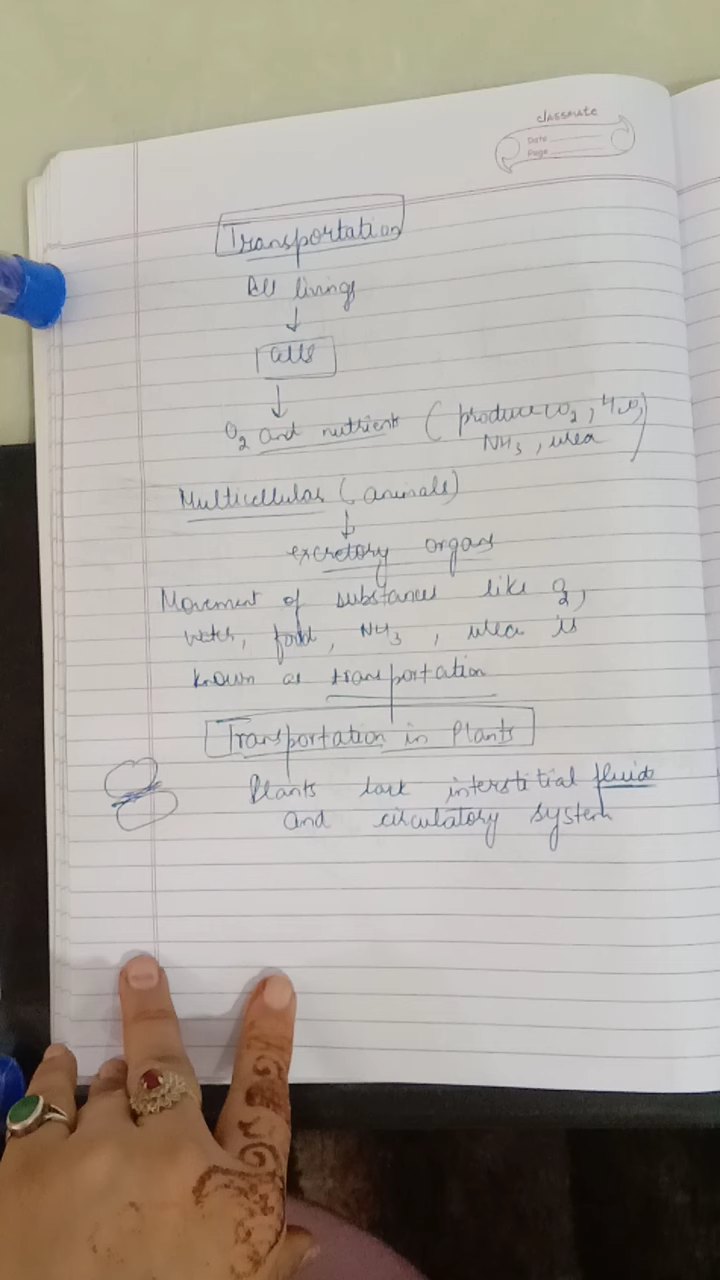 classmate
Date
Page
Transportation
All livings
↓
cells
↓
O₂ and nutrient (produce CO₂, H₂O,
NH₃, urea)
Multicellular (animals)
↓
excretory organs
Movement of substances like O₂,
water, food, NH₃, urea is
known as transportation
Transportation in Plants
Plants lack interstitial fluids
and circulatory system